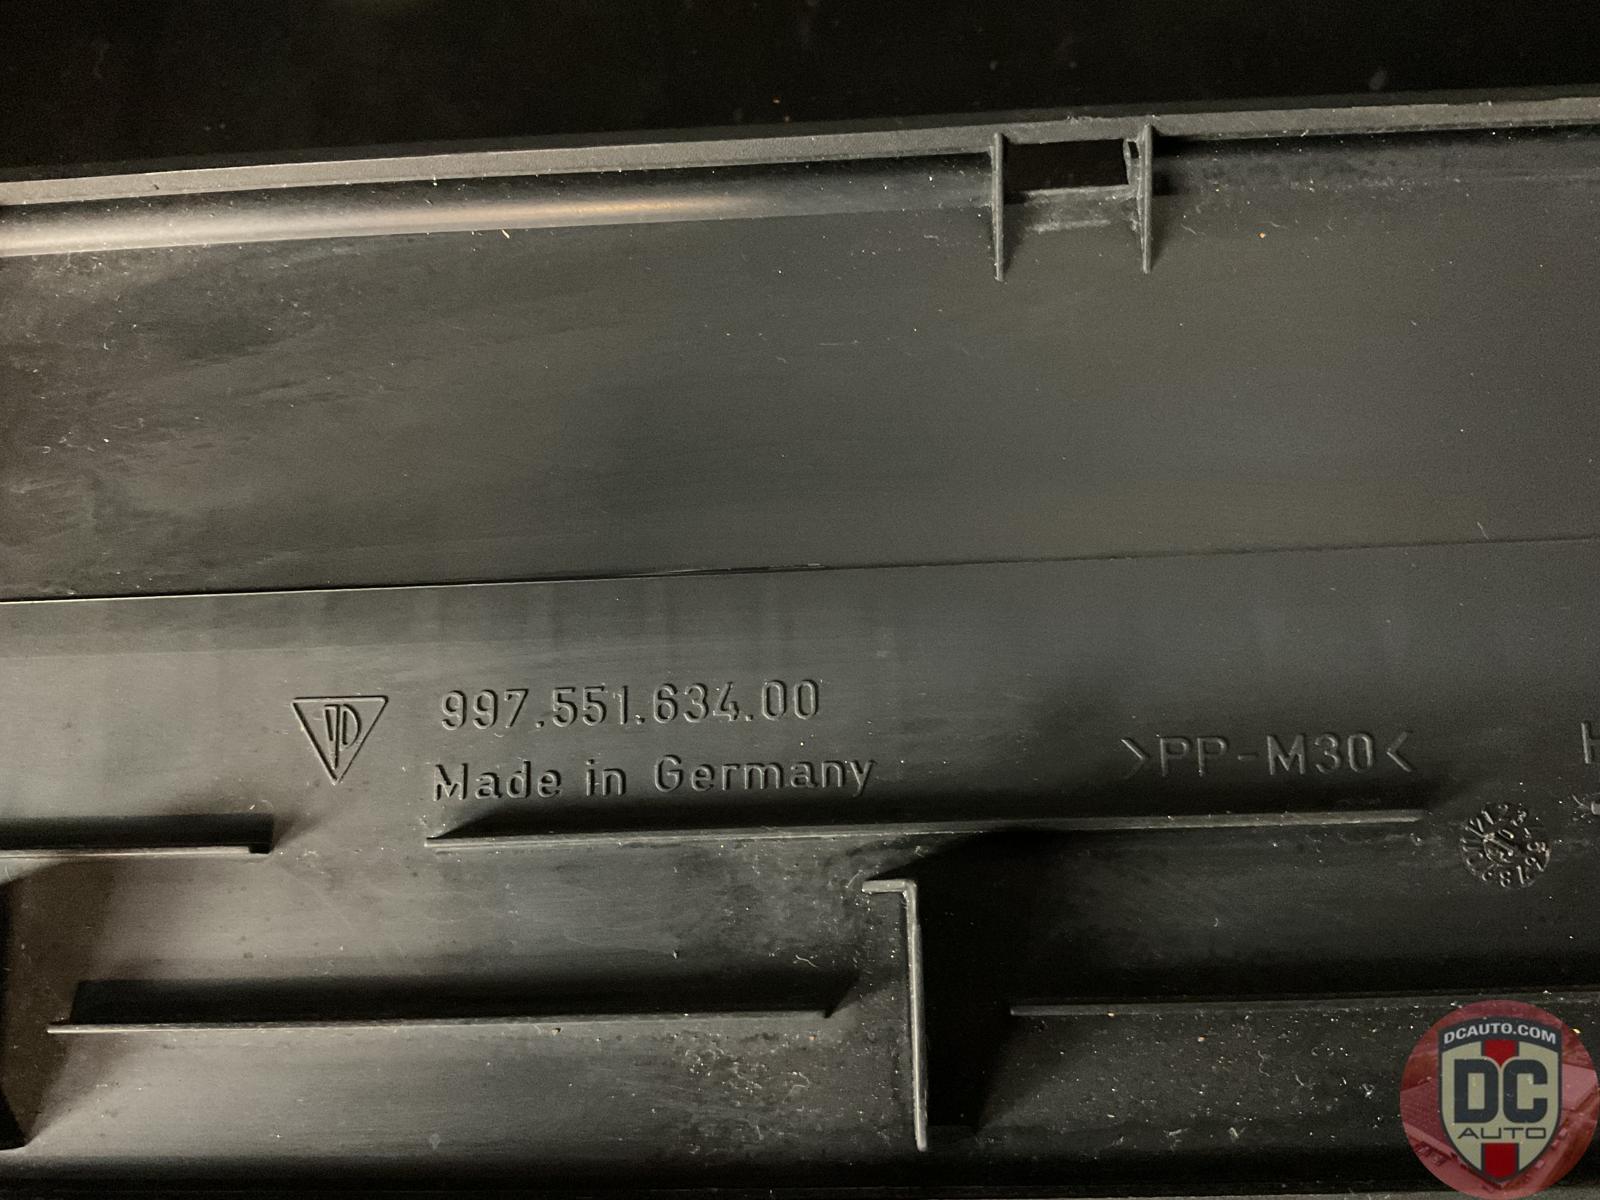 997.551.634.00
Made in Germany
>PP-M30<
H
DCAUTO.COM
DC
AUTO